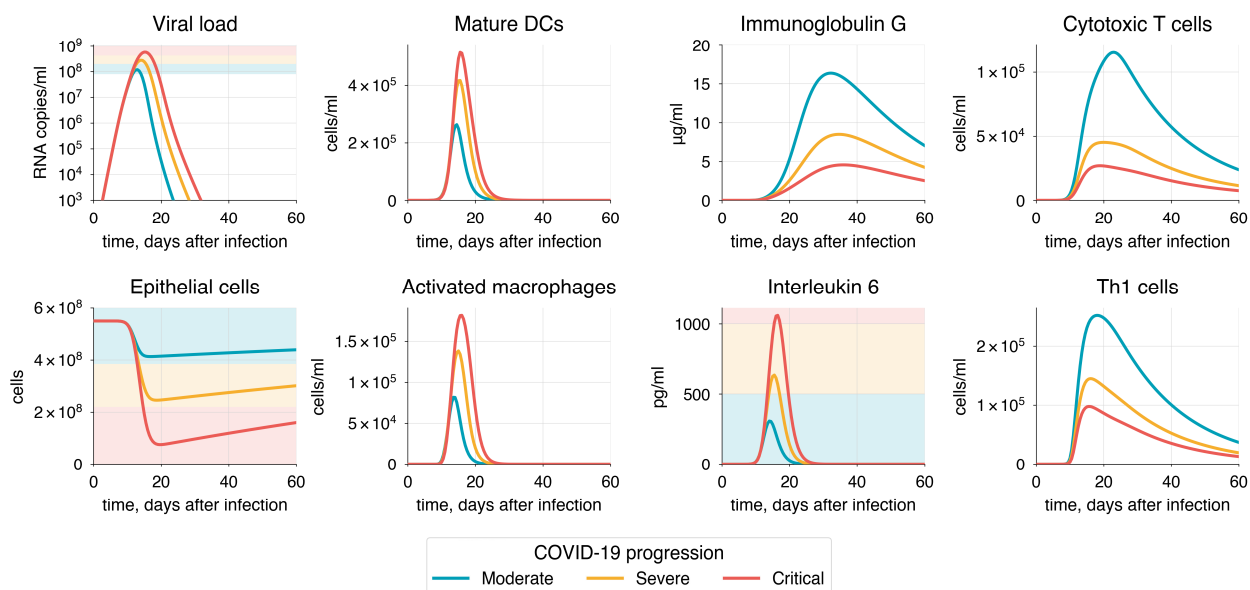 Viral load
RNA copies/ml
10⁹
10⁸
10⁷
10⁶
10⁵
10⁴
10³
0 20 40 60
time, days after infection
Mature DCs
cells/ml
4 × 10⁵
2 × 10⁵
0
0 20 40 60
time, days after infection
Immunoglobulin G
µg/ml
20
15
10
5
0
0 20 40 60
time, days after infection
Cytotoxic T cells
cells/ml
1 × 10⁵
5 × 10⁴
0
0 20 40 60
time, days after infection
Epithelial cells
cells
6 × 10⁸
4 × 10⁸
2 × 10⁸
0
0 20 40 60
time, days after infection
Activated macrophages
cells/ml
1.5 × 10⁵
1 × 10⁵
5 × 10⁴
0
0 20 40 60
time, days after infection
Interleukin 6
pg/ml
1000
500
0
0 20 40 60
time, days after infection
Th1 cells
cells/ml
2 × 10⁵
1 × 10⁵
0
0 20 40 60
time, days after infection
COVID-19 progression
Moderate Severe Critical